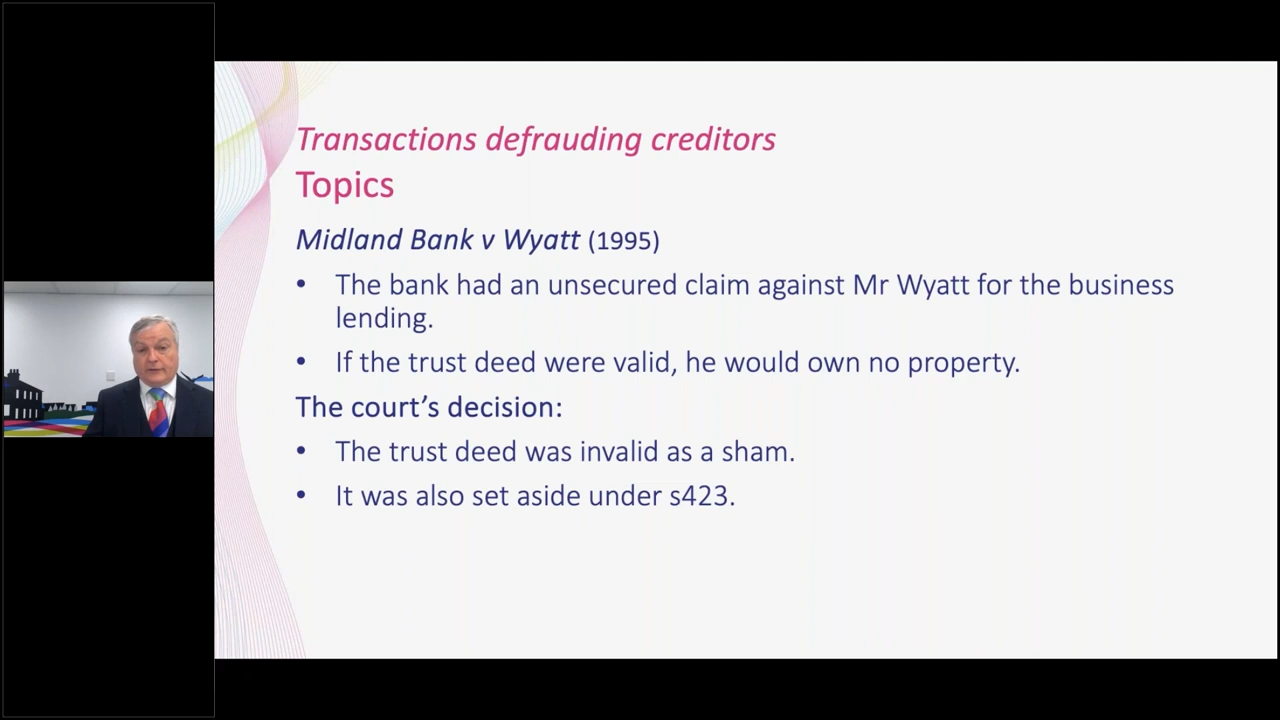 Transactions defrauding creditors
Topics
Midland Bank v Wyatt (1995)
• The bank had an unsecured claim against Mr Wyatt for the business
lending.
• If the trust deed were valid, he would own no property.
The court’s decision:
• The trust deed was invalid as a sham.
• It was also set aside under s423.